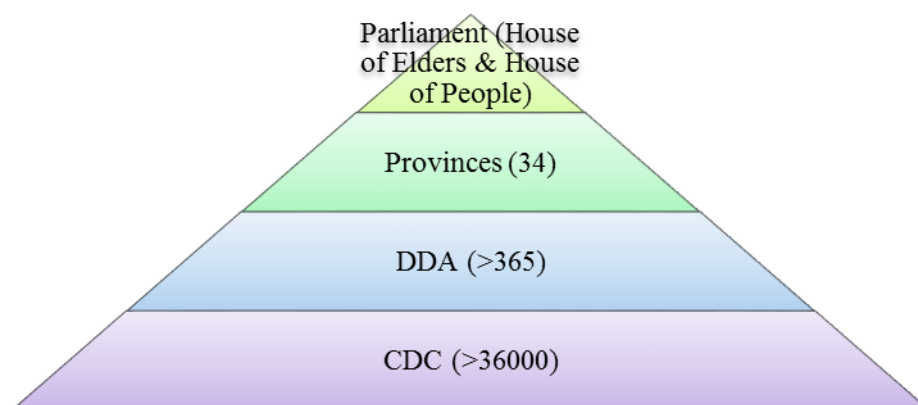 Parliament (House
of Elders & House
of People)
Provinces (34)
DDA (>365)
CDC (>36000)